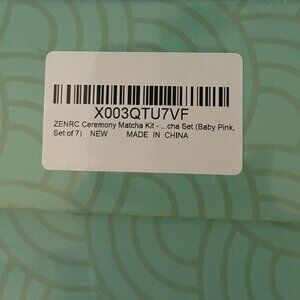 X003QTU7VF
ZENRC Ceremony Matcha Kit - ...cha Set (Baby Pink,
Set of 7) NEW MADE IN CHINA